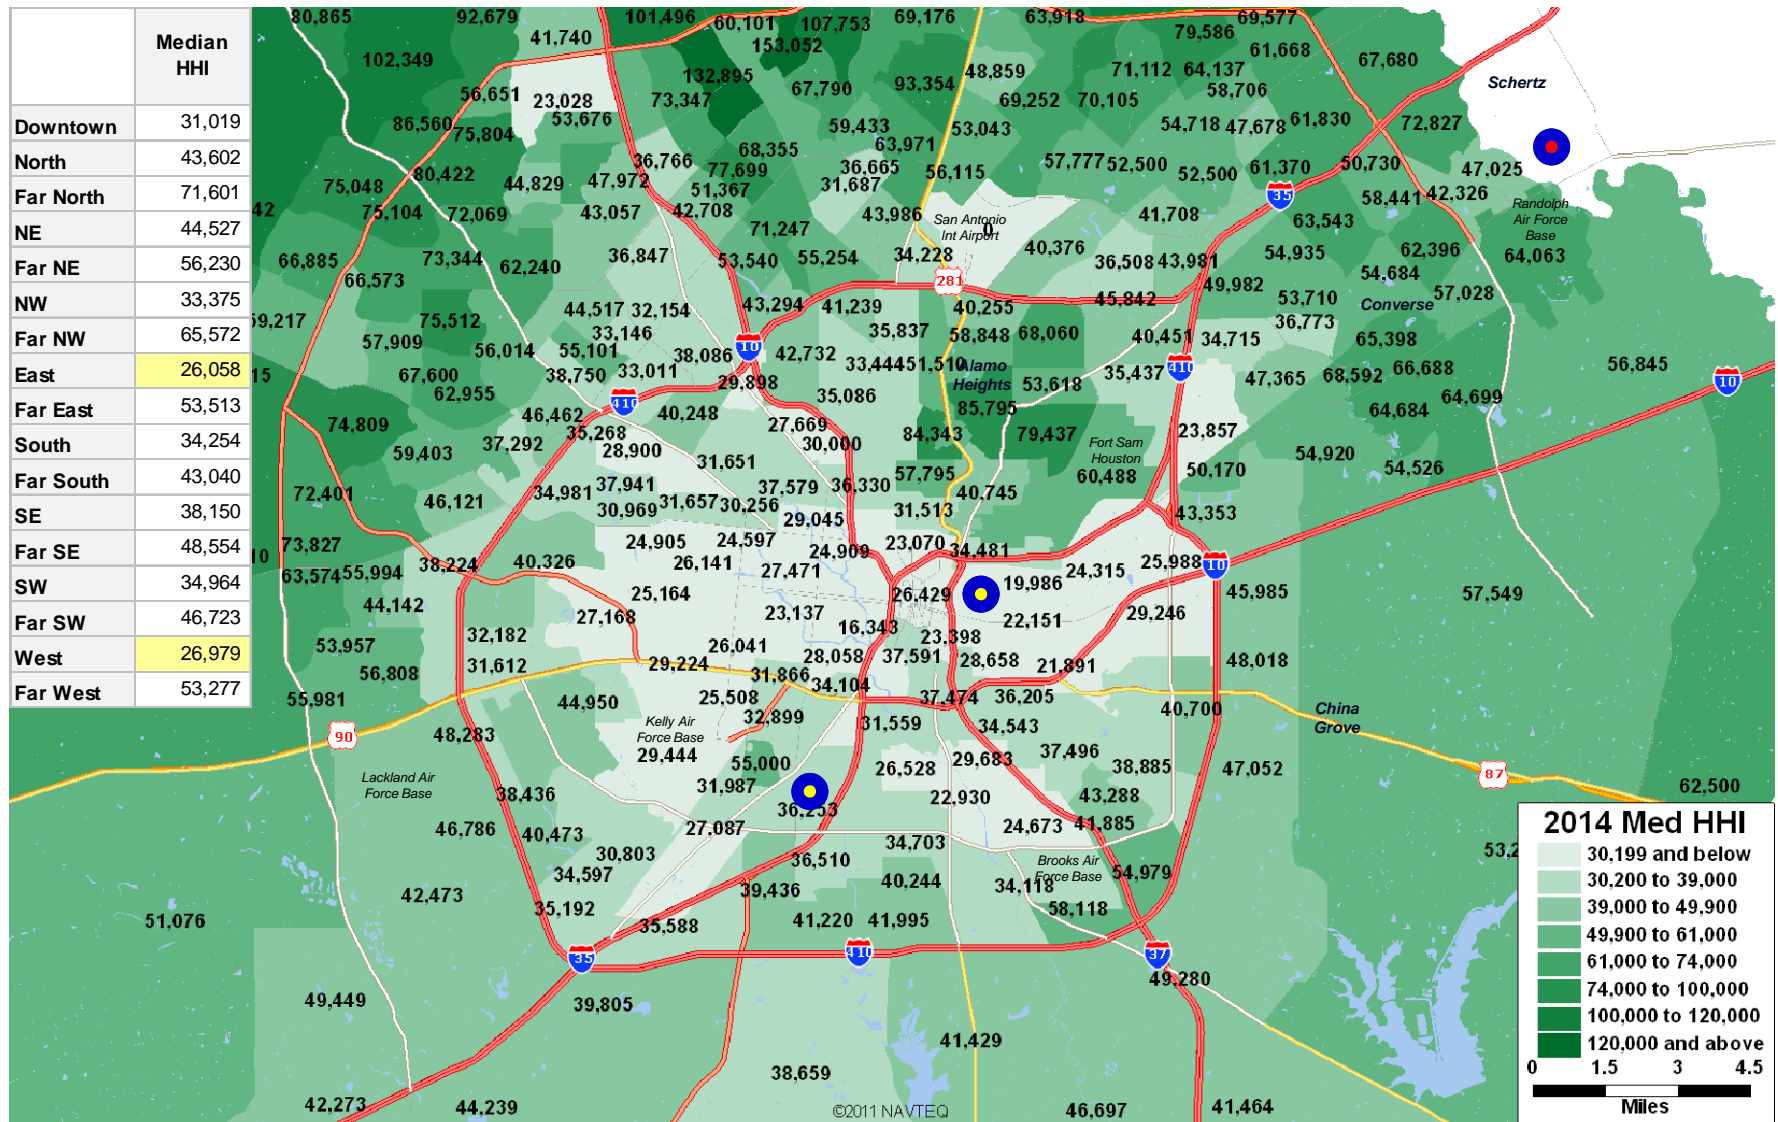 Median
HHI
Downtown 31,019
North 43,602
Far North 71,601
NE 44,527
Far NE 56,230
NW 33,375
Far NW 65,572
East 26,058
Far East 53,513
South 34,254
Far South 43,040
SE 38,150
Far SE 48,554
SW 34,964
Far SW 46,723
West 26,979
Far West 53,277
80,865 92,679 101,496 60,101 107,753 69,176 63,918 69,577
41,740 153,052 79,586 61,668
102,349 132,895 93,354 48,859 71,112 64,137 67,680
Schertz
56,651 23,028 73,347 67,790 69,252 70,105 58,706
86,560 75,804 53,676 59,433 53,043 54,718 47,678 61,830 72,827
68,355 63,971
36,766 77,699 36,665 56,115 57,777 52,500 52,500 61,370 50,730 47,025
75,048 80,422 44,829 47,972 51,367 31,687 58,441 42,326
42 75,104 72,069 43,057 42,708 43,986 41,708 63,543
San Antonio
Int Airport
0
Randolph
Air Force
Base
71,247
66,885 73,344 62,240 36,847 53,540 55,254 34,228 40,376 36,508 43,981 54,935 62,396 64,063
66,573 281 49,982 54,684
44,517 32,154 43,294 41,239 40,255 45,842 53,710 57,028
Converse
59,217 75,512 33,146 35,837 58,848 68,060 40,451 34,715 36,773 65,398
57,909 56,014 55,101 38,086 10 42,732
15 67,600 38,750 33,011 29,898 33,444 51,510 53,618 35,437 410 47,365 68,592 66,688 56,845
Alamo
Heights
10
62,955 410 40,248 35,086 85,795 64,684 64,699
74,809 46,462 35,268 27,669 84,343 79,437 23,857
Fort Sam
Houston
59,403 37,292 28,900 31,651 30,000 57,795 60,488 50,170 54,920 54,526
72,401 46,121 34,981 37,941 31,657 37,579 36,330 40,745
30,969 30,256 29,045 31,513 43,353
10 73,827 24,905 24,597 24,909 23,070 34,481
63,574 55,994 38,224 40,326 26,141 27,471 19,986 24,315 25,988 10
44,142 27,168 25,164 23,137 26,429 22,151 29,246 45,985 57,549
53,957 32,182 26,041 16,343 23,398
56,808 31,612 29,224 28,058 37,591 28,658 21,891 48,018
31,866 34,104
55,981 44,950 25,508 37,474 36,205 40,700
China
Grove
90 48,283 32,899 31,559 34,543
Kelly Air
Force Base
29,444 55,000 26,528 29,683 37,496 38,885 47,052 87
Lackland Air
Force Base
38,436 31,987 36,253 22,930 43,288 62,500
46,786 40,473 27,087 34,703 24,673 41,885
30,803 36,510 54,979
Brooks Air
Force Base
42,473 34,597 39,436 40,244 34,118
51,076 35,192 35,588 41,220 41,995 58,118
35 410 37
49,280
49,449 39,805
41,429
38,659
42,273 44,239 46,697 41,464
©2011 NAVTEQ
35
2014 Med HHI
30,199 and below
30,200 to 39,000
39,000 to 49,900
49,900 to 61,000
61,000 to 74,000
74,000 to 100,000
100,000 to 120,000
120,000 and above
0 1.5 3 4.5
Miles